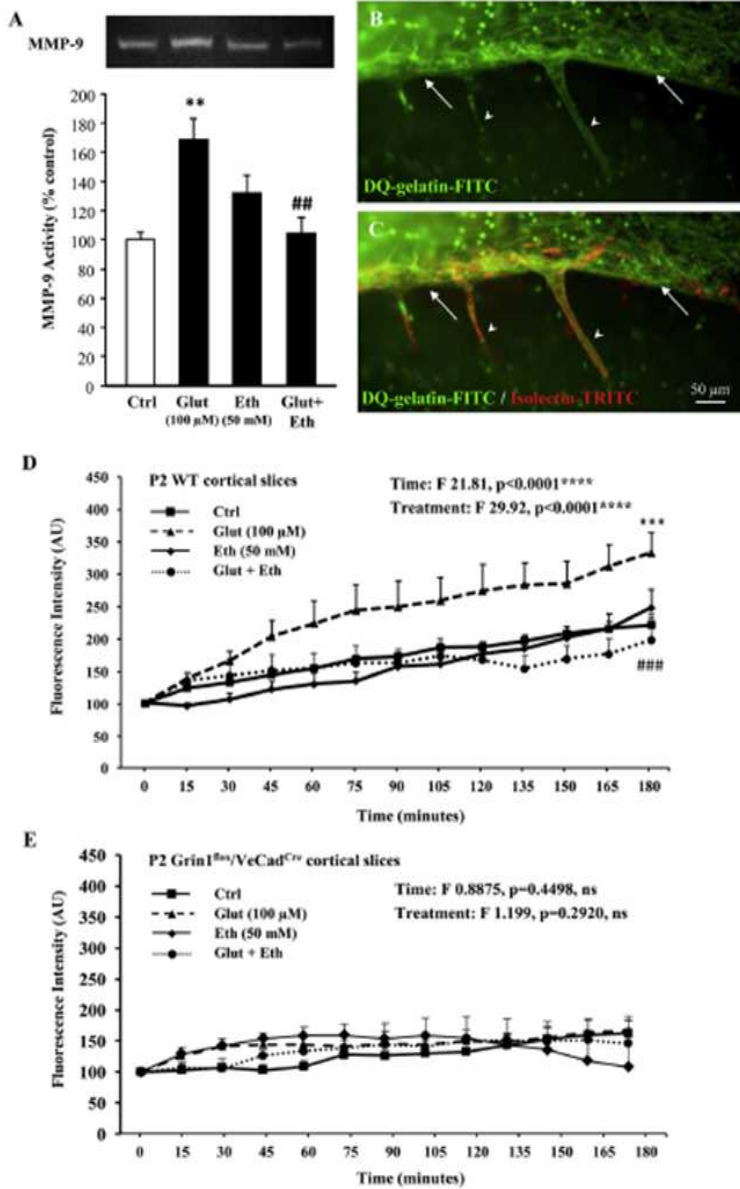 A
MMP-9
MMP-9 Activity (% control)
200
180
160
140
120
100
80
60
40
20
0
**
##
Ctrl Glut Eth Glut+
(100 µM) (50 mM) Eth
B
DQ-gelatin-FITC
C
DQ-gelatin-FITC / Isolectin-TRITC
50 µm
D
P2 WT cortical slices
Ctrl
Glut (100 µM)
Eth (50 mM)
Glut + Eth
Time: F 21.81, p<0.0001****
Treatment: F 29.92, p<0.0001****
***
###
Fluorescence Intensity (AU)
450
400
350
300
250
200
150
100
50
0
0 15 30 45 60 75 90 105 120 135 150 165 180
Time (minutes)
E
P2 Grin1flox/VeCadCre cortical slices
Ctrl
Glut (100 µM)
Eth (50 mM)
Glut + Eth
Time: F 0.8875, p=0.4498, ns
Treatment: F 1.199, p=0.2920, ns
Fluorescence Intensity (AU)
450
400
350
300
250
200
150
100
50
0
0 15 30 45 60 75 90 105 120 135 145 165 180
Time (minutes)